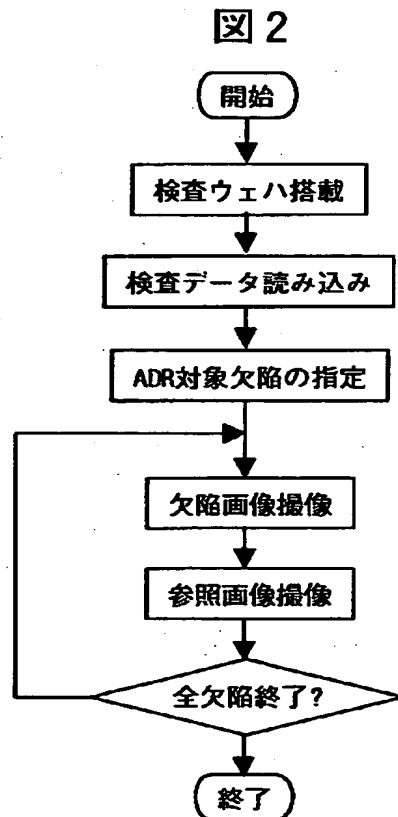 図2
開始
検査ウェハ搭載
検査データ読み込み
ADR対象欠陥の指定
欠陥画像撮像
参照画像撮像
全欠陥終了?
終了